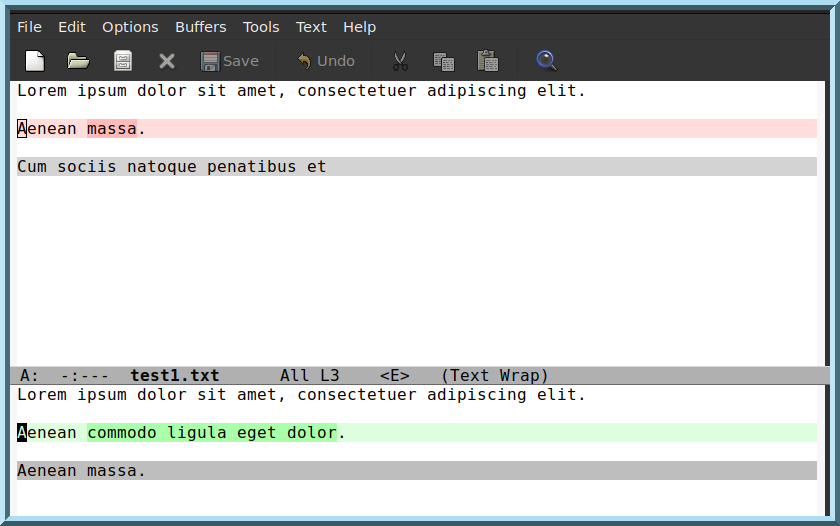 File Edit Options Buffers Tools Text Help
Save Undo
Lorem ipsum dolor sit amet, consectetuer adipiscing elit.
Aenean massa.
Cum sociis natoque penatibus et
A: -:--- test1.txt All L3 <E> (Text Wrap)
Lorem ipsum dolor sit amet, consectetuer adipiscing elit.
Aenean commodo ligula eget dolor.
Aenean massa.